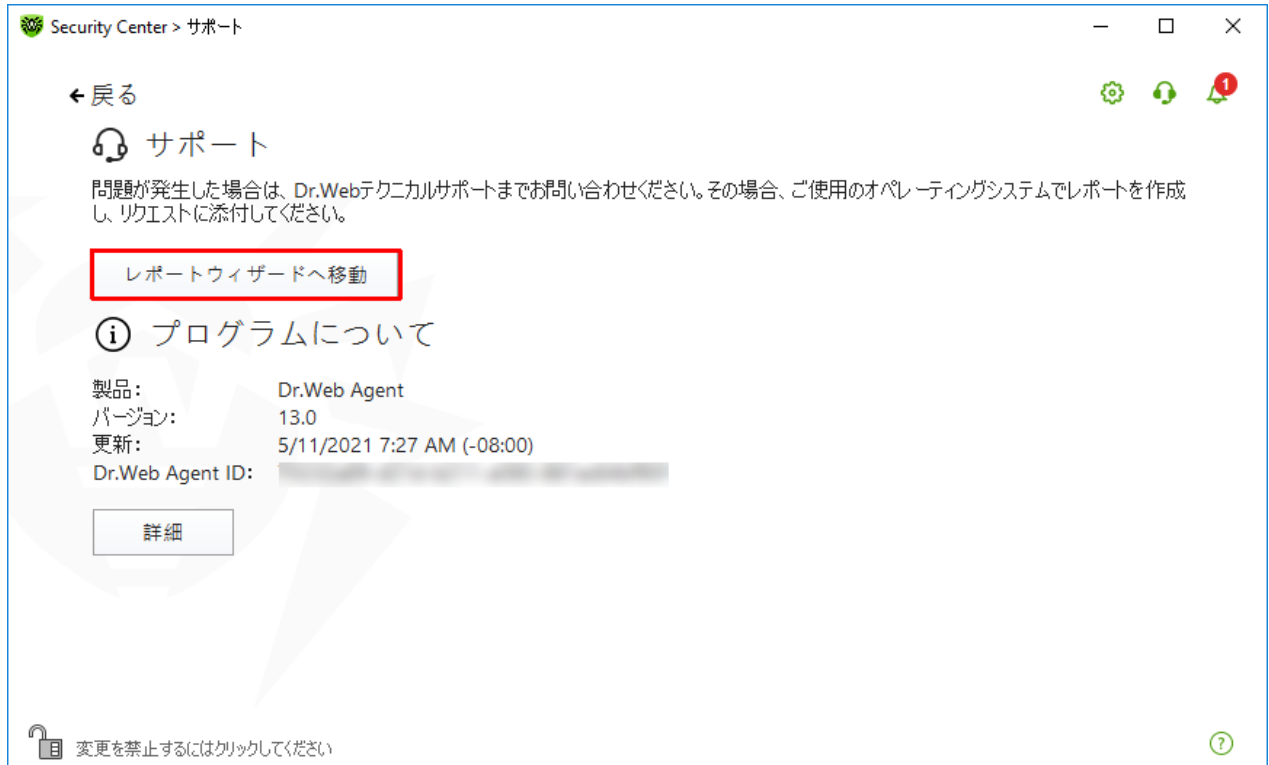 Security Center > サポート
戻る
1
サポート
問題が発生した場合は、Dr.Webテクニカルサポートまでお問い合わせください。その場合、ご使用のオペレーティングシステムでレポートを作成
し、リクエストに添付してください。
レポートウィザードへ移動
プログラムについて
製品: Dr.Web Agent
バージョン: 13.0
更新: 5/11/2021 7:27 AM (-08:00)
Dr.Web Agent ID:
詳細
変更を禁止するにはクリックしてください